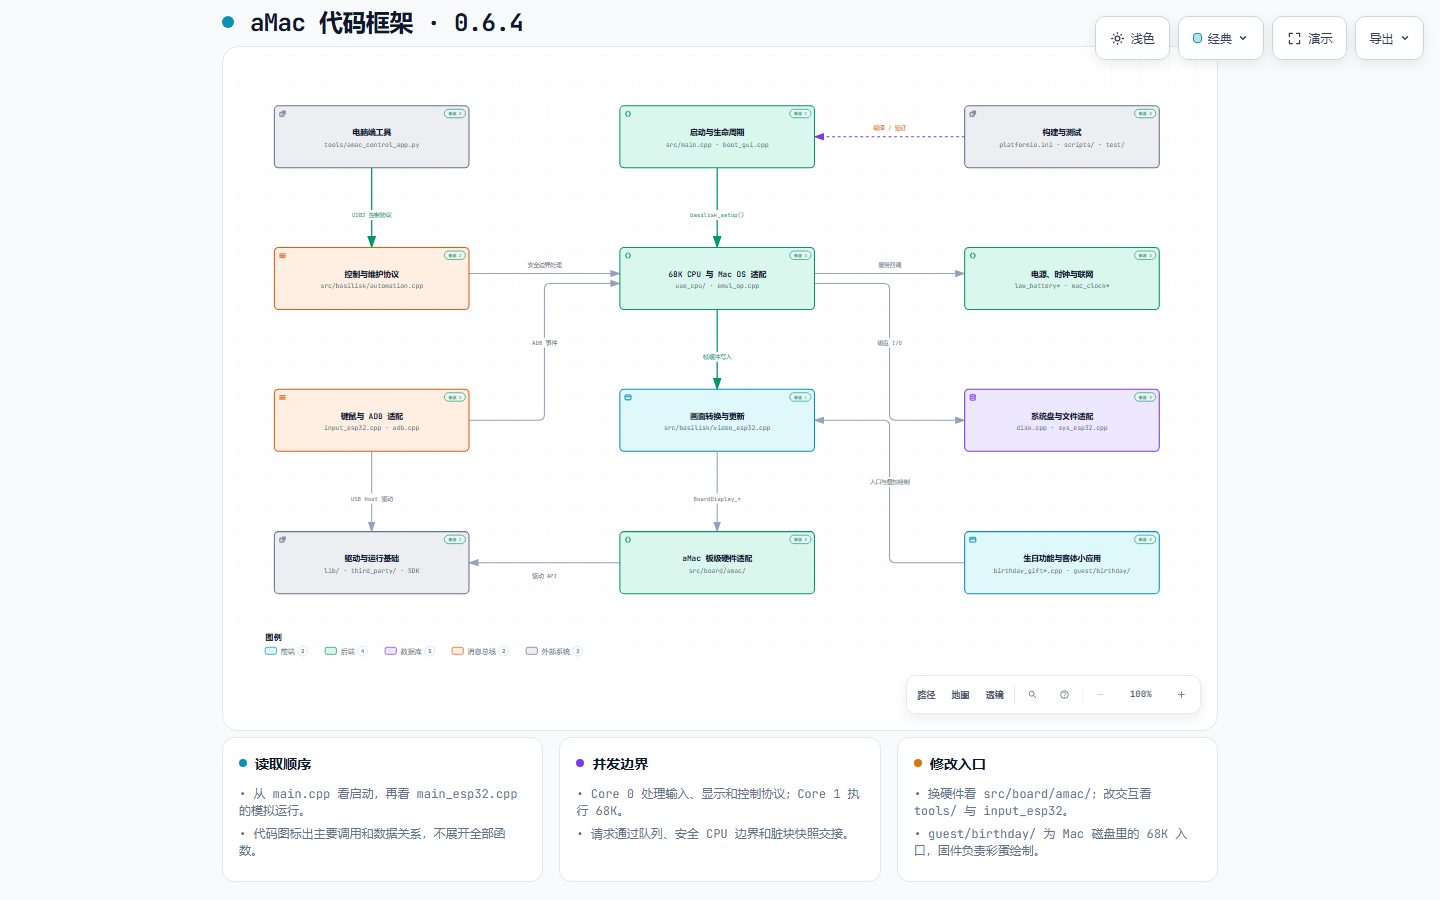 aMac 代码框架 · 0.6.4
浅色
经典
演示
导出
电脑端工具
tools/amac_control_app.py
启动与生命周期
src/main.cpp · boot_gui.cpp
编译 / 验证
构建与测试
platformio.ini · scripts/ · test/
USB2 控制协议
basilisk_setup()
控制与维护协议
src/basilisk/automation.cpp
安全边界处理
68K CPU 与 Mac OS 适配
uae_cpu/ · emul_op.cpp
服务回调
电源、时钟与联网
low_battery* · mac_clock*
ADB 事件
帧缓冲写入
磁盘 I/O
键鼠与 ADB 适配
input_esp32.cpp · adb.cpp
画面转换与更新
src/basilisk/video_esp32.cpp
系统盘与文件适配
disk.cpp · sys_esp32.cpp
USB Host 驱动
BoardDisplay_*
入口与叠加绘制
驱动与运行基础
lib/ · third_party/ · SDK
驱动 API
aMac 板级硬件适配
src/board/amac/
生日功能与客体小应用
birthday_gift*.cpp · guest/birthday/
图例
前端 2
后端 4
数据库 1
消息总线 2
外部系统 3
路径
地图
透镜
100%
读取顺序
• 从 main.cpp 看启动，再看 main_esp32.cpp
的模拟运行。
• 代码图标出主要调用和数据关系，不展开全部函
数。
并发边界
• Core 0 处理输入、显示和控制协议；Core 1 执
行 68K。
• 请求通过队列、安全 CPU 边界和脏块快照交接。
修改入口
• 换硬件看 src/board/amac/；改交互看
tools/ 与 input_esp32。
• guest/birthday/ 为 Mac 磁盘里的 68K 入
口，固件负责彩蛋绘制。